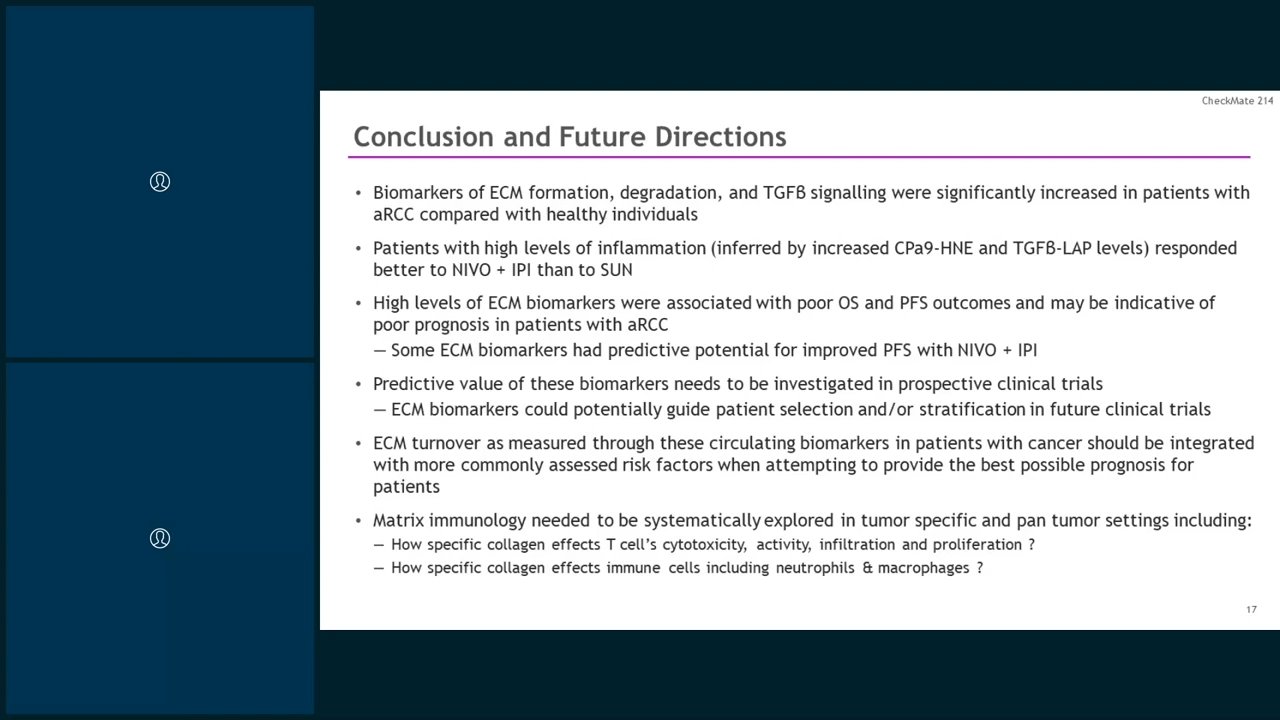 CheckMate 214
Conclusion and Future Directions
• Biomarkers of ECM formation, degradation, and TGFβ signalling were significantly increased in patients with
aRCC compared with healthy individuals
• Patients with high levels of inflammation (inferred by increased CPa9-HNE and TGFβ-LAP levels) responded
better to NIVO + IPI than to SUN
• High levels of ECM biomarkers were associated with poor OS and PFS outcomes and may be indicative of
poor prognosis in patients with aRCC
— Some ECM biomarkers had predictive potential for improved PFS with NIVO + IPI
• Predictive value of these biomarkers needs to be investigated in prospective clinical trials
— ECM biomarkers could potentially guide patient selection and/or stratification in future clinical trials
• ECM turnover as measured through these circulating biomarkers in patients with cancer should be integrated
with more commonly assessed risk factors when attempting to provide the best possible prognosis for
patients
• Matrix immunology needed to be systematically explored in tumor specific and pan tumor settings including:
— How specific collagen effects T cell's cytotoxicity, activity, infiltration and proliferation ?
— How specific collagen effects immune cells including neutrophils & macrophages ?
17